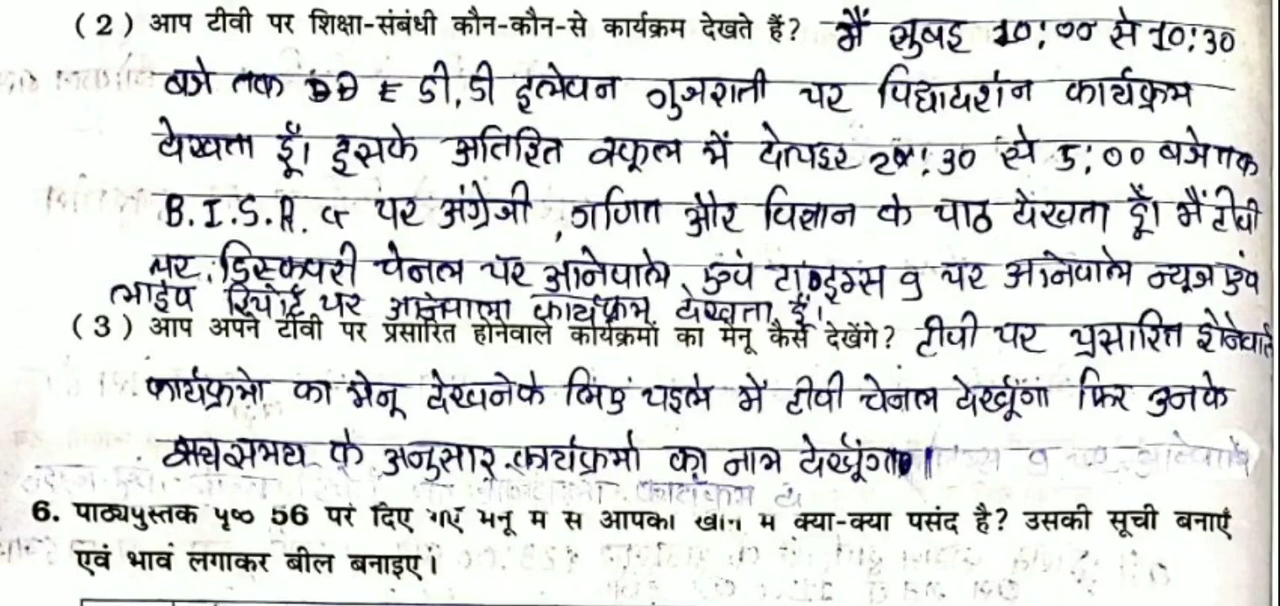 (2) आप टीवी पर शिक्षा-संबंधी कौन-कौन-से कार्यक्रम देखते हैं? मैं सुबह 10:00 से 10:30
बजे तक डी.डी इलेवन गुजराती पर विद्यादर्शन कार्यक्रम
देखता हूँ। इसके अतिरित स्कूल में दोपहर 2:30 से 5:00 बजे तक
B.I.S.A.G पर अंग्रेजी, गणित और विज्ञान के पाठ देखता हूँ। मैं टीवी
पर डिस्कवरी चेनल पर आनेवाले एवं टाइम्स 9 पर आनेवाले न्यूज एवं
लाईव रिपोर्ट पर आनेवाला कार्यक्रम देखता हूँ।
(3) आप अपने टीवी पर प्रसारित होनेवाले कार्यक्रमों का मेनू कैसे देखेंगे? टीवी पर प्रसारित होनेवाले
कार्यक्रमो का मेनू देखनेके लिए पहले में टीवी चेनल देखूँगा फिर उनके
समय के अनुसार कार्यक्रमो का नाम देखूँगा।
6. पाठ्यपुस्तक पृष्ठ 56 पर दिए गए मेनू में से आपको खाने में क्या-क्या पसंद है? उसकी सूची बनाएँ
एवं भाव लगाकर बील बनाइए।